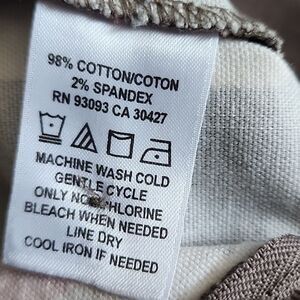 98% COTTON/COTON
2% SPANDEX
RN 93093 CA 30427
MACHINE WASH COLD
GENTLE CYCLE
ONLY NON CHLORINE
BLEACH WHEN NEEDED
LINE DRY
COOL IRON IF NEEDED